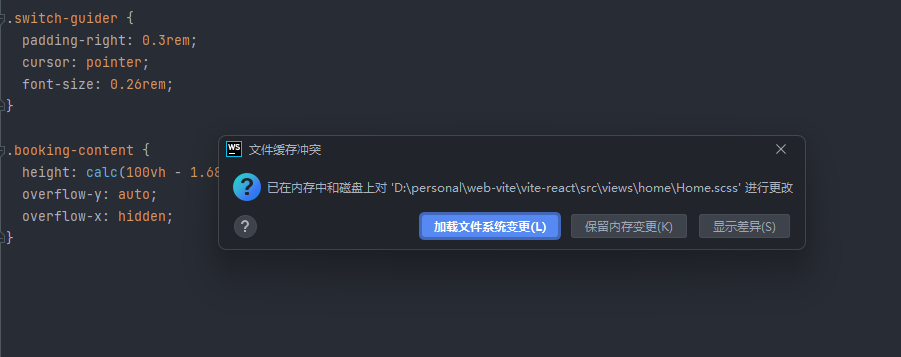 .switch-guider {
padding-right: 0.3rem;
cursor: pointer;
font-size: 0.26rem;
}
.booking-content {
height: calc(100vh - 1.68
overflow-y: auto;
overflow-x: hidden;
}
WS 文件缓存冲突
已在内存中和磁盘上对 'D:\personal\web-vite\vite-react\src\views\home\Home.scss' 进行更改
加载文件系统变更(L) 保留内存变更(K) 显示差异(S)